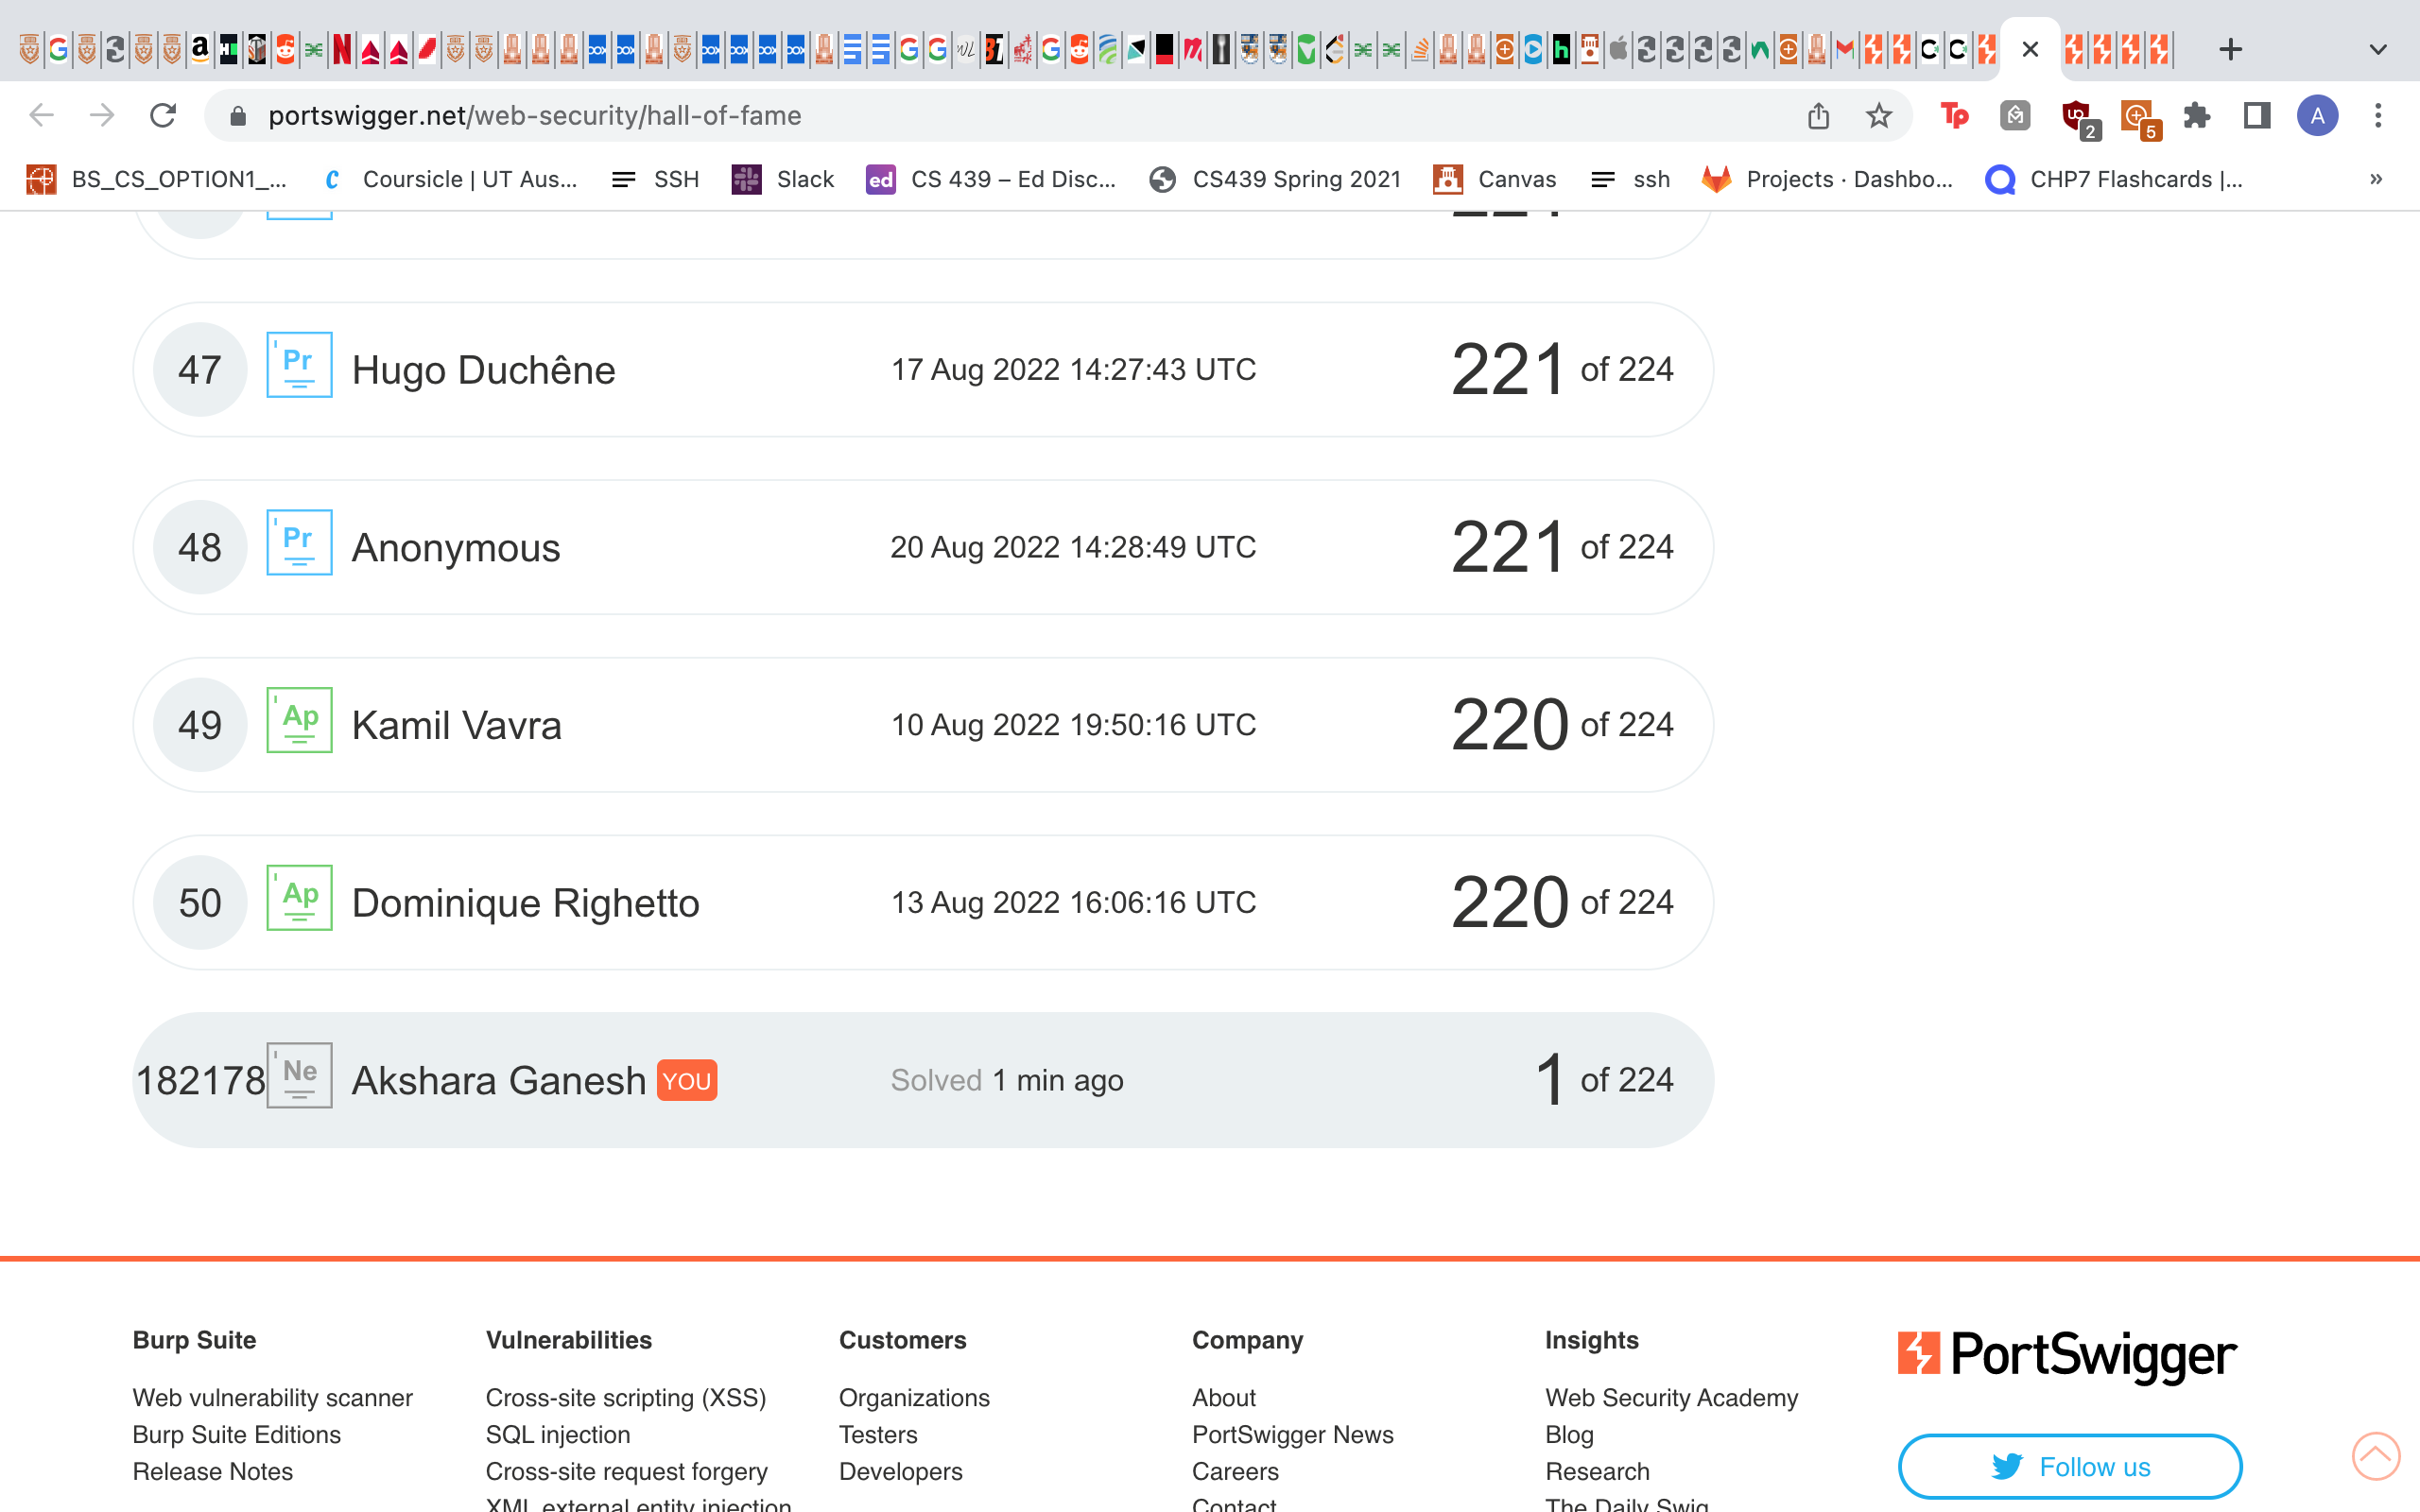 portswigger.net/web-security/hall-of-fame
2
5
A
BS_CS_OPTION1_...
Coursicle | UT Aus...
SSH
Slack
ed
CS 439 – Ed Disc...
CS439 Spring 2021
Canvas
ssh
Projects · Dashbo...
CHP7 Flashcards |...
»
47 Pr Hugo Duchêne 17 Aug 2022 14:27:43 UTC 221 of 224
48 Pr Anonymous 20 Aug 2022 14:28:49 UTC 221 of 224
49 Ap Kamil Vavra 10 Aug 2022 19:50:16 UTC 220 of 224
50 Ap Dominique Righetto 13 Aug 2022 16:06:16 UTC 220 of 224
182178 Ne Akshara Ganesh YOU Solved 1 min ago 1 of 224
Burp Suite
Web vulnerability scanner
Burp Suite Editions
Release Notes
Vulnerabilities
Cross-site scripting (XSS)
SQL injection
Cross-site request forgery
XML external entity injection
Customers
Organizations
Testers
Developers
Company
About
PortSwigger News
Careers
Contact
Insights
Web Security Academy
Blog
Research
The Daily Swig
PortSwigger
Follow us